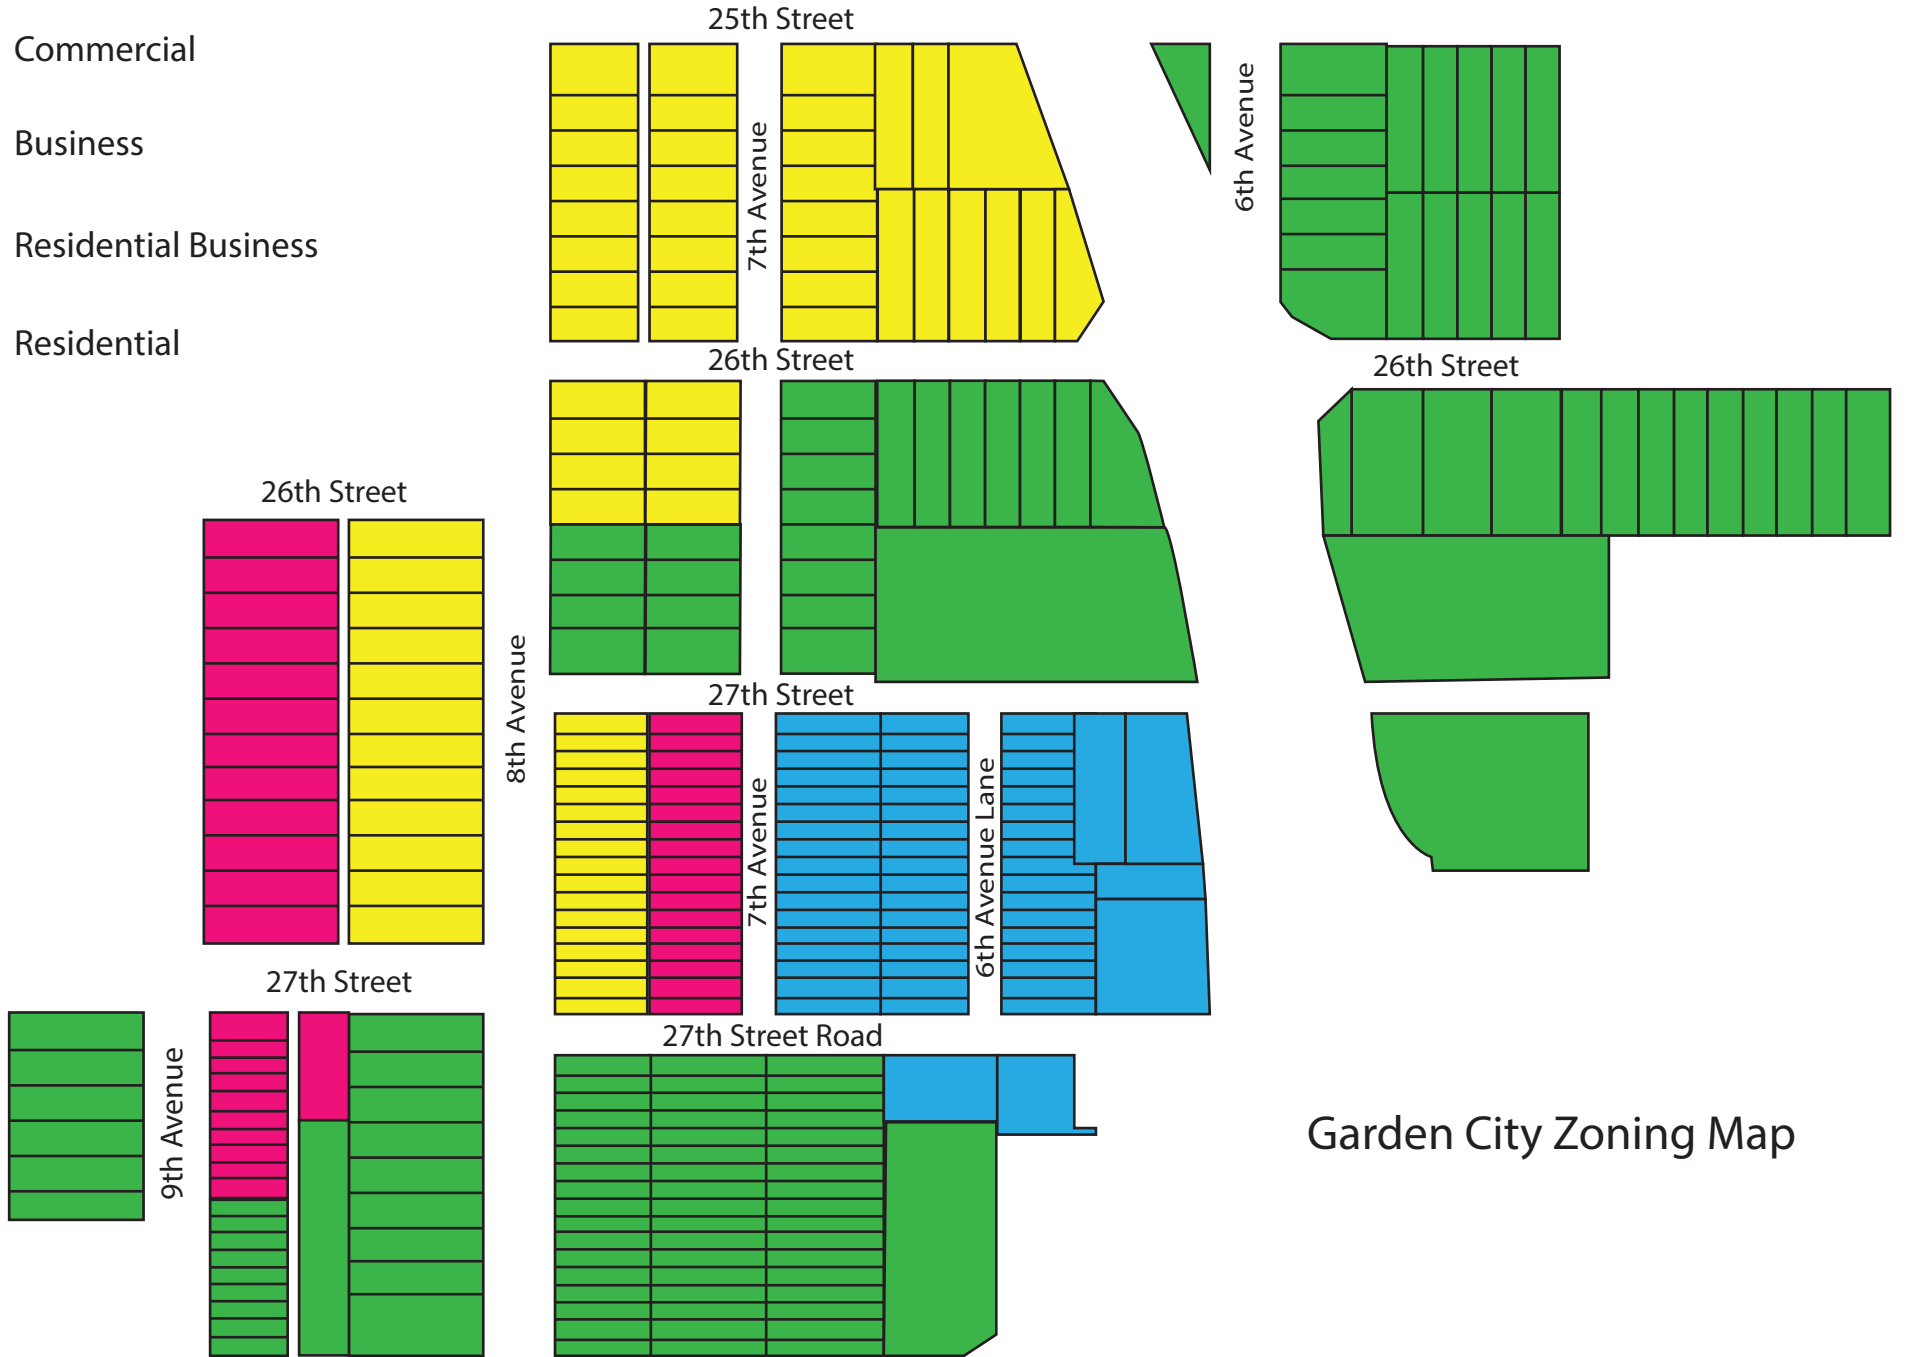 25th Street
Commercial
Business
Residential Business
Residential
7th Avenue
6th Avenue
26th Street
26th Street
26th Street
8th Avenue
27th Street
7th Avenue
6th Avenue Lane
27th Street
27th Street Road
9th Avenue
Garden City Zoning Map